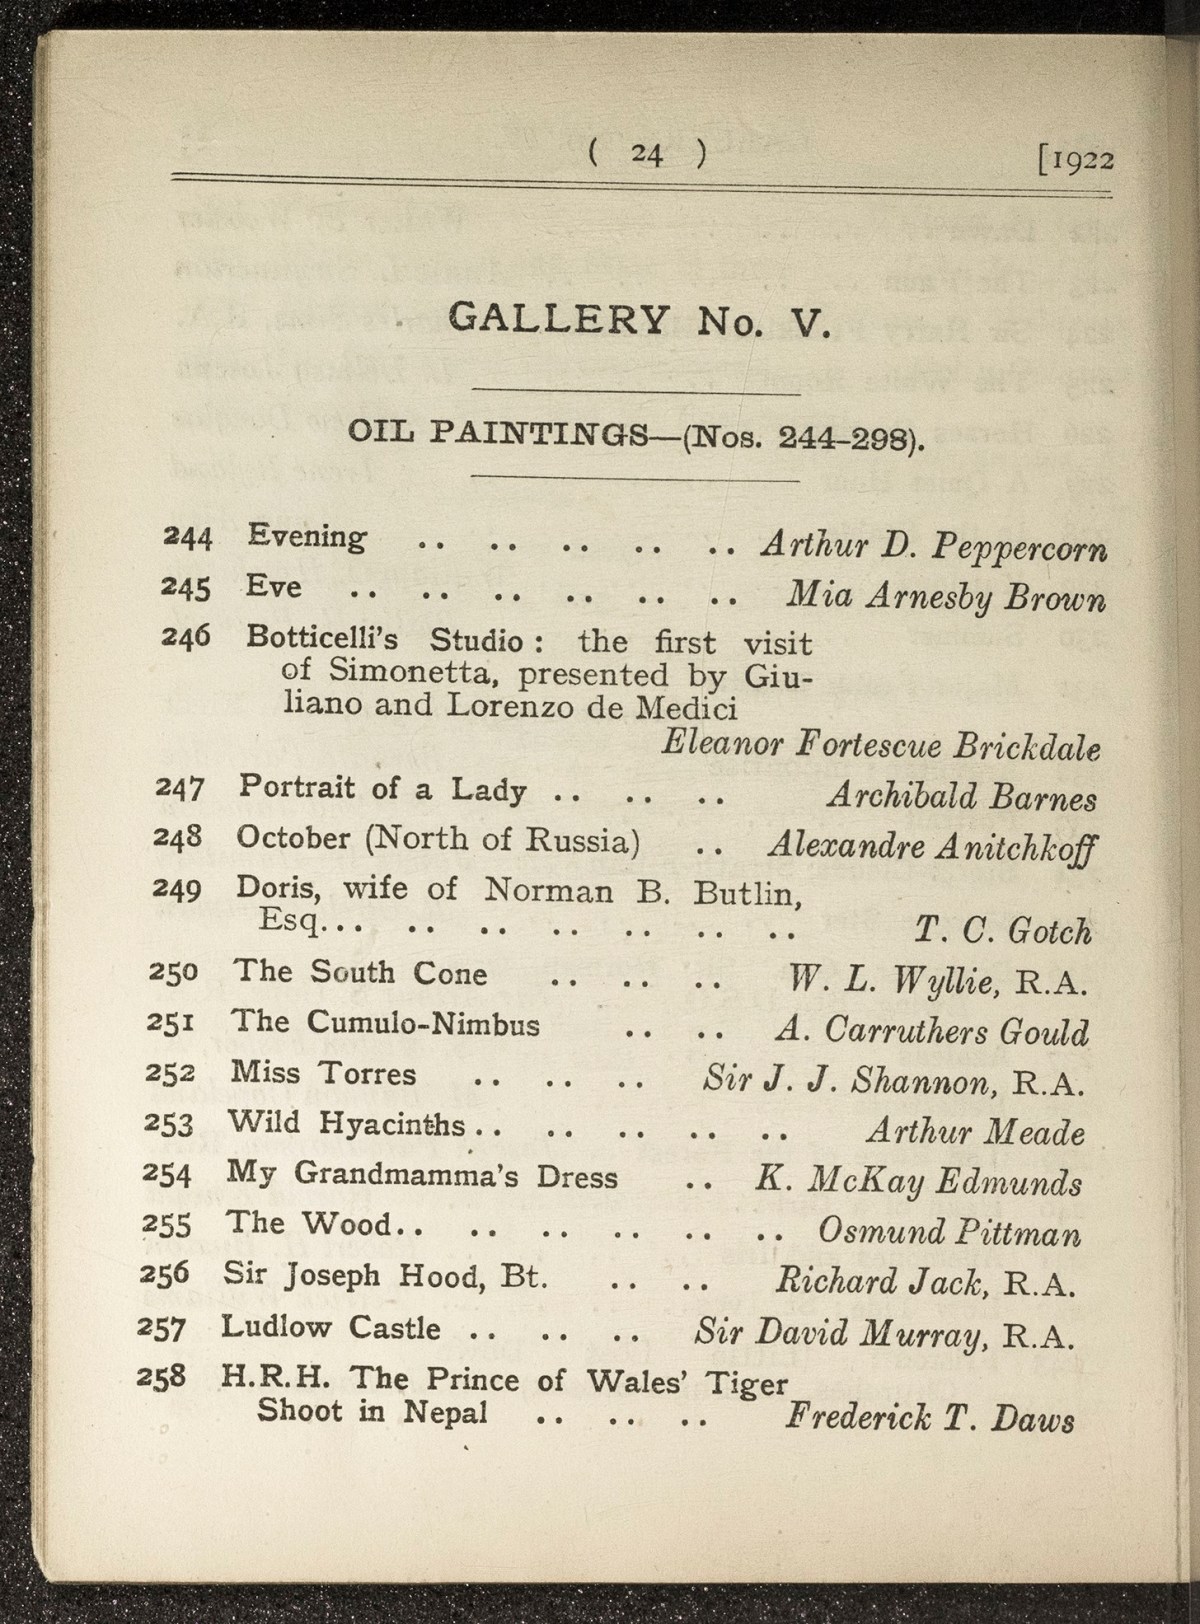 ( 24 ) [1922
GALLERY No. V.
OIL PAINTINGS—(Nos. 244–298).
244 Evening .. .. .. .. .. Arthur D. Peppercorn
245 Eve .. .. .. .. .. .. Mia Arnesby Brown
246 Botticelli's Studio : the first visit
of Simonetta, presented by Giu-
liano and Lorenzo de Medici
Eleanor Fortescue Brickdale
247 Portrait of a Lady .. .. .. Archibald Barnes
248 October (North of Russia) .. Alexandre Anitchkoff
249 Doris, wife of Norman B. Butlin,
Esq... .. .. .. .. .. .. T. C. Gotch
250 The South Cone .. .. .. W. L. Wyllie, R.A.
251 The Cumulo-Nimbus .. .. A. Carruthers Gould
252 Miss Torres .. .. .. Sir J. J. Shannon, R.A.
253 Wild Hyacinths .. .. .. .. .. Arthur Meade
254 My Grandmamma's Dress .. K. McKay Edmunds
255 The Wood.. .. .. .. .. .. Osmund Pittman
256 Sir Joseph Hood, Bt. .. .. Richard Jack, R.A.
257 Ludlow Castle .. .. .. Sir David Murray, R.A.
258 H.R.H. The Prince of Wales' Tiger
Shoot in Nepal .. .. .. Frederick T. Daws